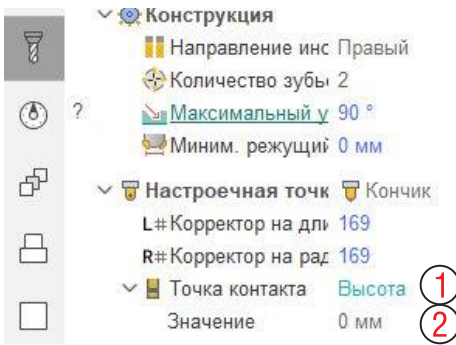 Конструкция
Направление инс Правый
Количество зубы 2
Максимальный у 90 °
Миним. режущий 0 мм
?
Настроечная точк Кончик
L#Корректор на дли 169
R#Корректор на рад 169
Точка контакта Высота 1
Значение 0 мм 2